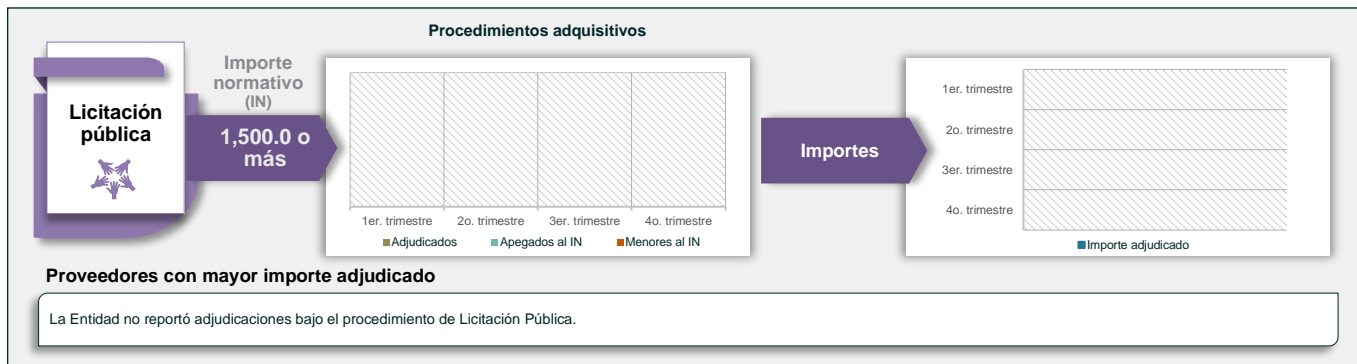 Procedimientos adquisitivos
Licitación
pública
Importe
normativo
(IN)
1,500.0 o
más
1er. trimestre 2o. trimestre 3er. trimestre 4o. trimestre
Adjudicados Apegados al IN Menores al IN
Importes
1er. trimestre
2o. trimestre
3er. trimestre
4o. trimestre
Importe adjudicado
Proveedores con mayor importe adjudicado
La Entidad no reportó adjudicaciones bajo el procedimiento de Licitación Pública.